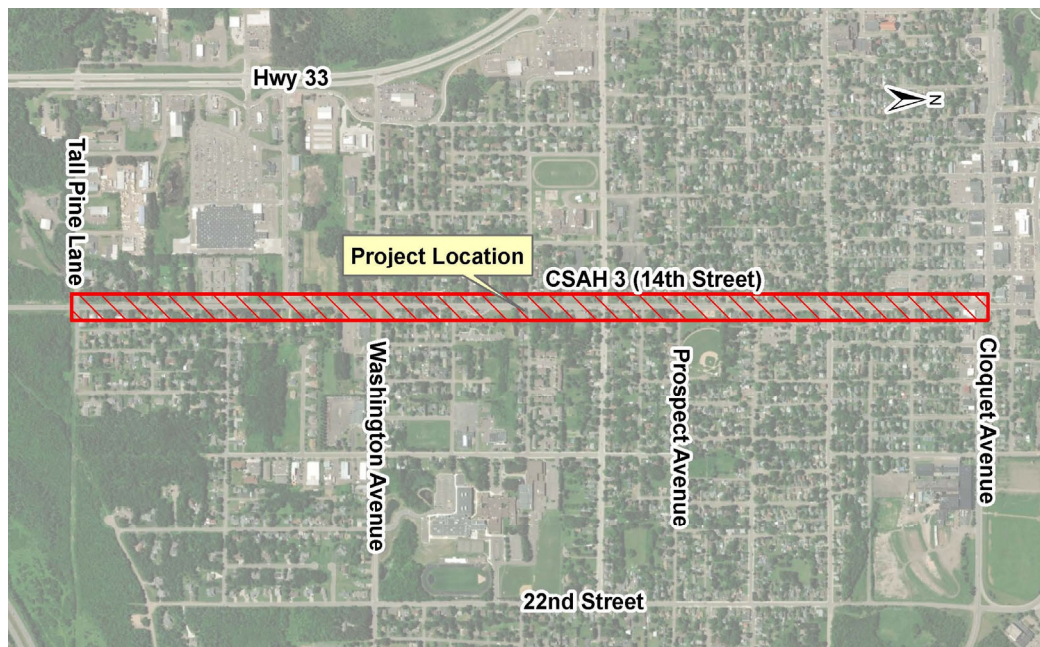 Hwy 33
N
Tall Pine Lane
Project Location
CSAH 3 (14th Street)
Washington Avenue
Prospect Avenue
Cloquet Avenue
22nd Street